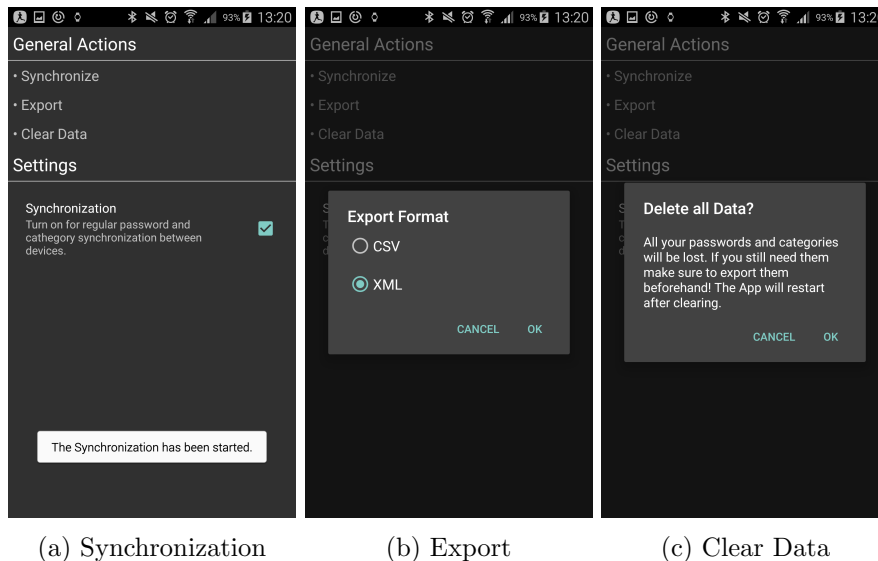 93% 13:20
General Actions
• Synchronize
• Export
• Clear Data
Settings
Synchronization
Turn on for regular password and
cathegory synchronization between
devices.
The Synchronization has been started.
(a) Synchronization
93% 13:20
General Actions
• Synchronize
• Export
• Clear Data
Settings
Export Format
CSV
XML
CANCEL OK
(b) Export
93% 13:2
General Actions
• Synchronize
• Export
• Clear Data
Settings
Delete all Data?
All your passwords and categories
will be lost. If you still need them
make sure to export them
beforehand! The App will restart
after clearing.
CANCEL OK
(c) Clear Data